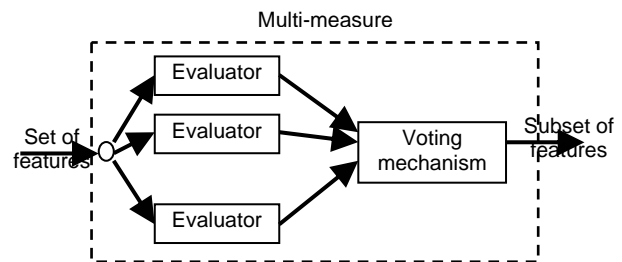 Multi-measure
Evaluator
Evaluator
Evaluator
Set of
features
Voting
mechanism
Subset of
features